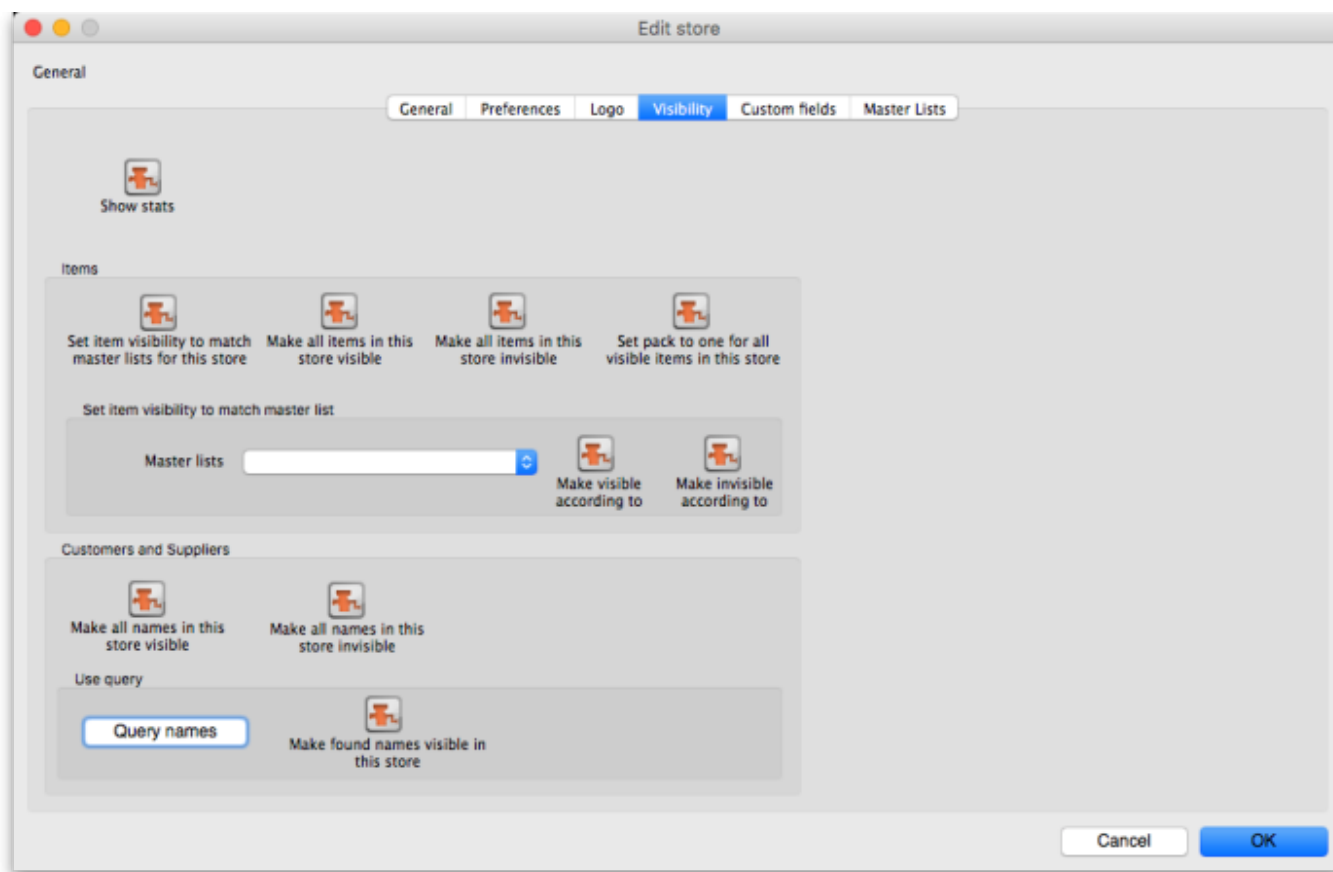 Edit store
General
General Preferences Logo Visibility Custom fields Master Lists
Show stats
Items
Set item visibility to match
master lists for this store
Make all items in this
store visible
Make all items in this
store invisible
Set pack to one for all
visible items in this store
Set item visibility to match master list
Master lists
Make visible
according to
Make invisible
according to
Customers and Suppliers
Make all names in this
store visible
Make all names in this
store invisible
Use query
Query names
Make found names visible in
this store
Cancel
OK